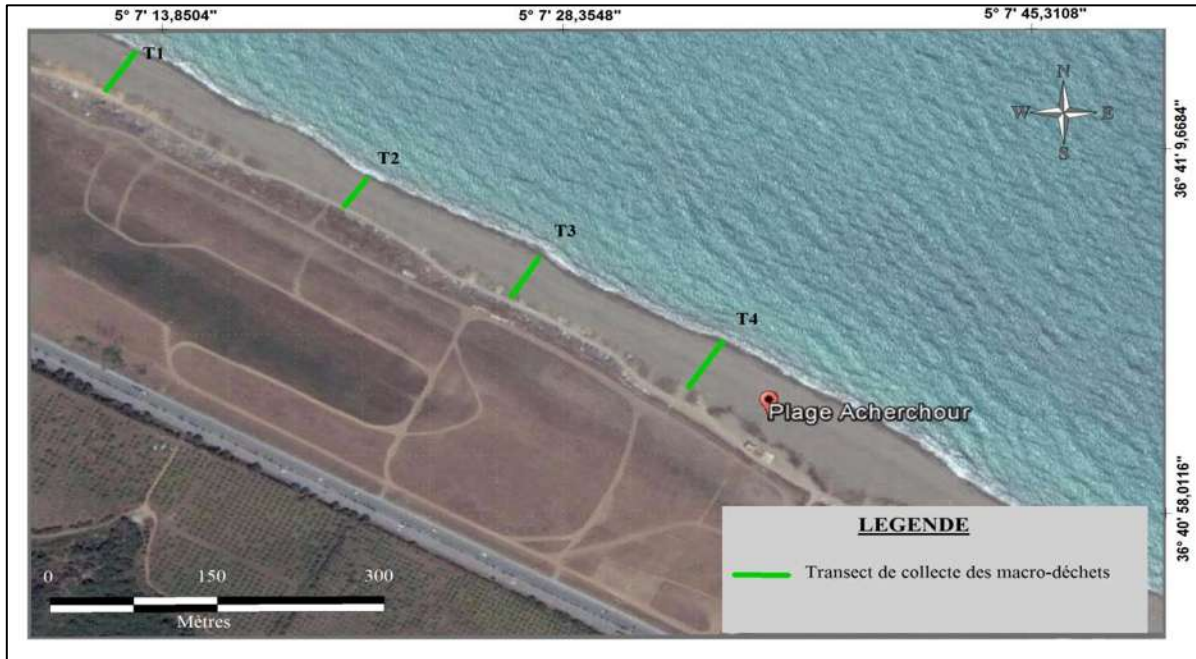 5° 7' 13,8504" 5° 7' 28,3548" 5° 7' 45,3108"
T1
N
W E
S
36° 41' 9,6684"
T2
T3
T4
Plage Acherchour
36° 40' 58,0116"
LEGENDE
Transect de collecte des macro-déchets
0 150 300
Mètres